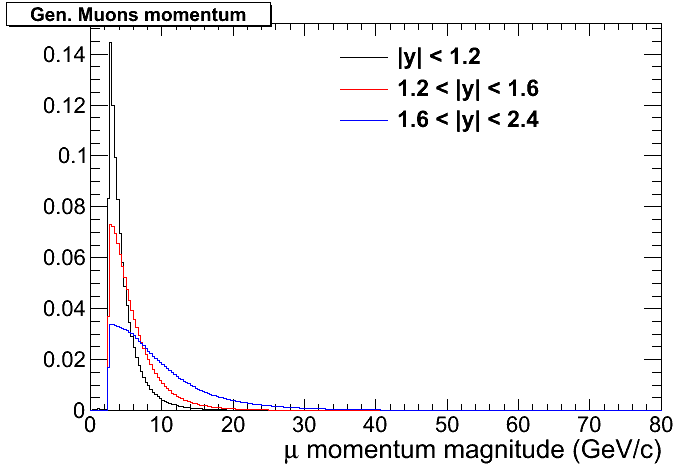 Gen. Muons momentum
|y| < 1.2
1.2 < |y| < 1.6
1.6 < |y| < 2.4
0.14
0.12
0.1
0.08
0.06
0.04
0.02
0
0 10 20 30 40 50 60 70 80
μ momentum magnitude (GeV/c)